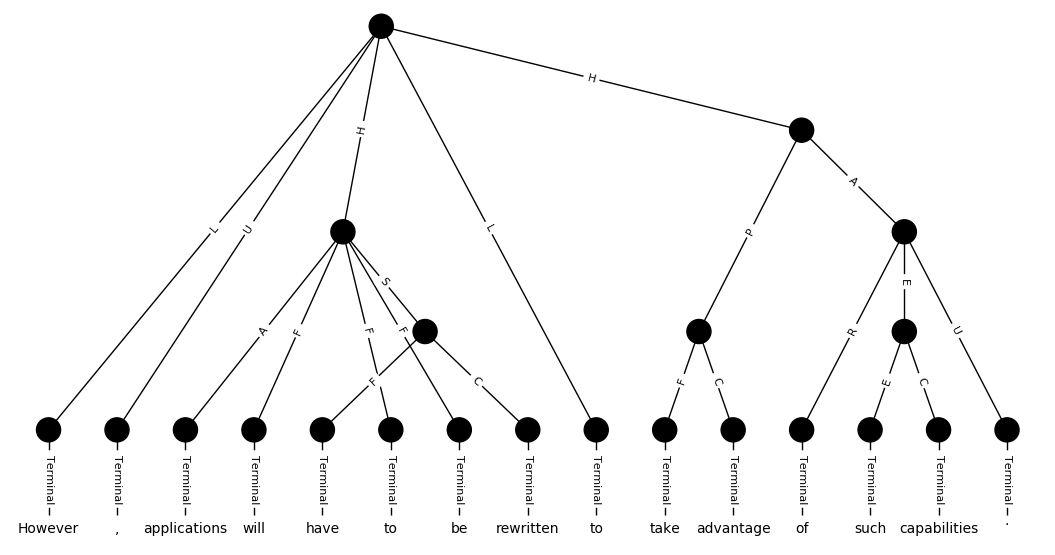 H
A
L
U
H
L
P
S
E
A
F
F
F
R
U
F
C
F
C
E
C
Terminal Terminal Terminal Terminal Terminal Terminal Terminal Terminal Terminal Terminal Terminal Terminal Terminal Terminal Terminal
However , applications will have to be rewritten to take advantage of such capabilities .